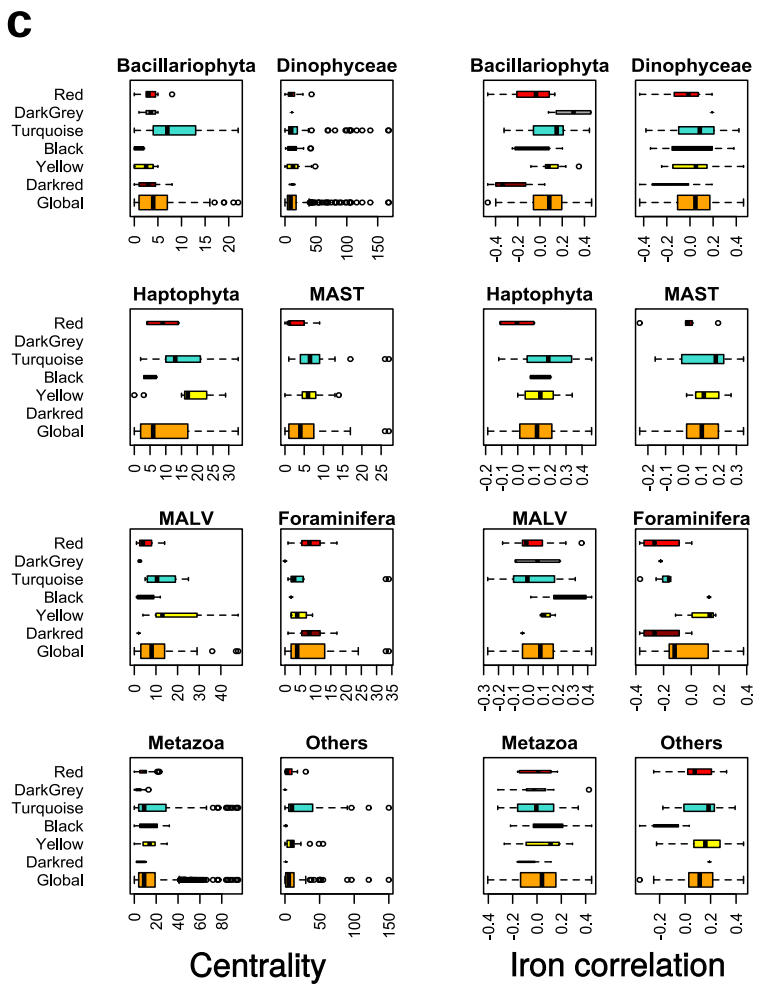 C
Bacillariophyta Dinophyceae Bacillariophyta Dinophyceae
Red
DarkGrey
Turquoise
Black
Yellow
Darkred
Global
0 5 10 15 20 0 50 100 150 -0.4 -0.2 0.0 0.2 0.4 -0.4 -0.2 0.0 0.2 0.4
Haptophyta MAST Haptophyta MAST
Red
DarkGrey
Turquoise
Black
Yellow
Darkred
Global
0 5 10 15 20 25 30 0 5 10 15 20 25 -0.2 -0.1 0.0 0.1 0.2 0.3 0.4 -0.2 -0.1 0.0 0.1 0.2 0.3
MALV Foraminifera MALV Foraminifera
Red
DarkGrey
Turquoise
Black
Yellow
Darkred
Global
0 10 20 30 40 0 5 10 15 20 25 30 35 -0.3 -0.2 -0.1 0.0 0.1 0.2 0.3 0.4 -0.4 -0.2 0.0 0.2 0.4
Metazoa Others Metazoa Others
Red
DarkGrey
Turquoise
Black
Yellow
Darkred
Global
0 20 40 60 80 0 50 100 150 -0.4 -0.2 0.0 0.2 0.4 -0.2 0.0 0.2 0.4
Centrality Iron correlation